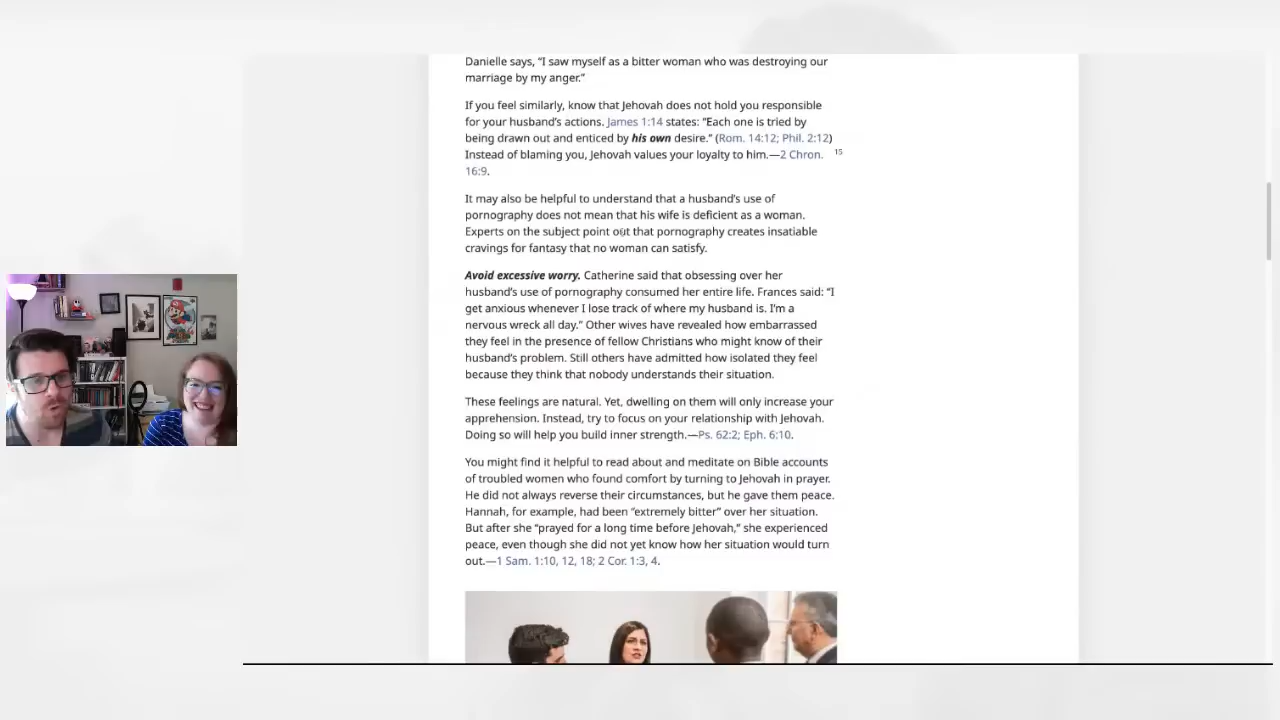 Danielle says, “I saw myself as a bitter woman who was destroying our
marriage by my anger.”
If you feel similarly, know that Jehovah does not hold you responsible
for your husband’s actions. James 1:14 states: “Each one is tried by
being drawn out and enticed by his own desire.” (Rom. 14:12; Phil. 2:12)
Instead of blaming you, Jehovah values your loyalty to him.—2 Chron. 15
16:9.
It may also be helpful to understand that a husband’s use of
pornography does not mean that his wife is deficient as a woman.
Experts on the subject point out that pornography creates insatiable
cravings for fantasy that no woman can satisfy.
Avoid excessive worry. Catherine said that obsessing over her
husband’s use of pornography consumed her entire life. Frances said: “I
get anxious whenever I lose track of where my husband is. I’m a
nervous wreck all day.” Other wives have revealed how embarrassed
they feel in the presence of fellow Christians who might know of their
husband’s problem. Still others have admitted how isolated they feel
because they think that nobody understands their situation.
These feelings are natural. Yet, dwelling on them will only increase your
apprehension. Instead, try to focus on your relationship with Jehovah.
Doing so will help you build inner strength.—Ps. 62:2; Eph. 6:10.
You might find it helpful to read about and meditate on Bible accounts
of troubled women who found comfort by turning to Jehovah in prayer.
He did not always reverse their circumstances, but he gave them peace.
Hannah, for example, had been “extremely bitter” over her situation.
But after she “prayed for a long time before Jehovah,” she experienced
peace, even though she did not yet know how her situation would turn
out.—1 Sam. 1:10, 12, 18; 2 Cor. 1:3, 4.